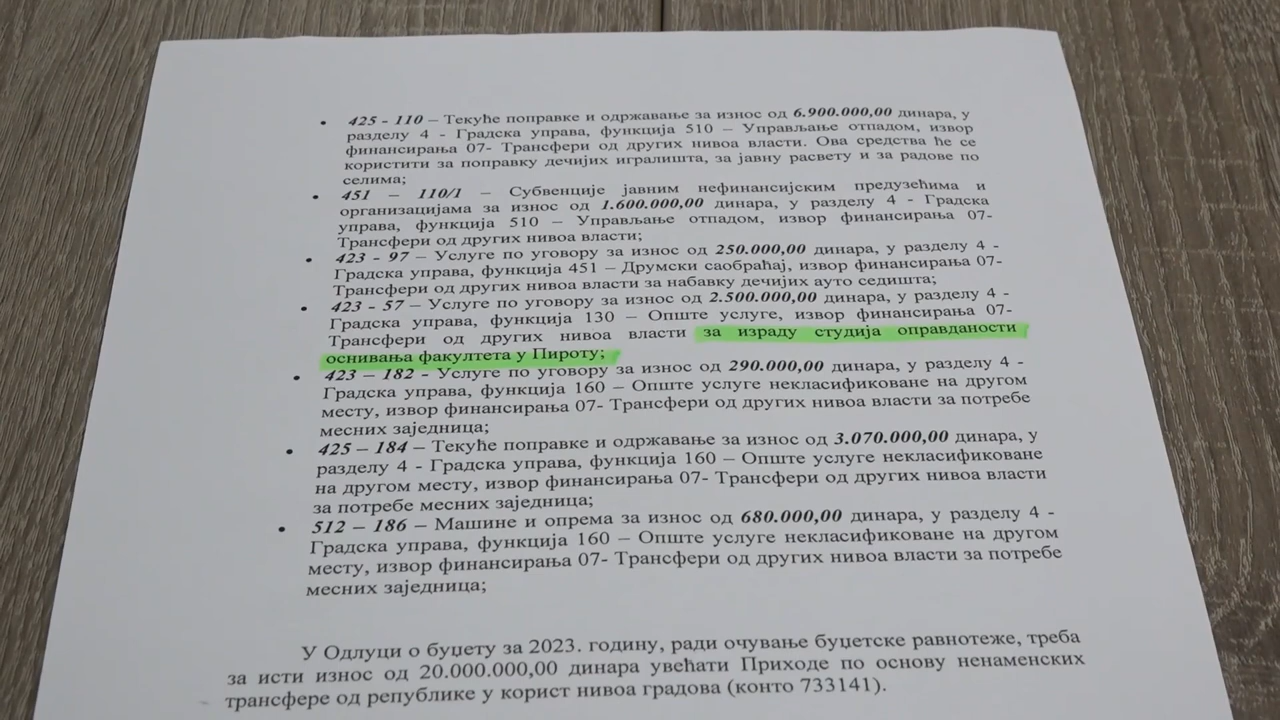 • 425 - 110 – Текуће поправке и одржавање за износ од 6.900.000,00 динара, у
разделу 4 - Градска управа, функција 510 – Управљање отпадом, извор
финансирања 07- Трансфери од других нивоа власти. Ова средства ће се
користити за поправку дечијих игралишта, за јавну расвету и за радове по
селима;
• 451 – 110/1 – Субвенције јавним нефинансијским предузећима и
организацијама за износ од 1.600.000,00 динара, у разделу 4 - Градска
управа, функција 510 – Управљање отпадом, извор финансирања 07-
Трансфери од других нивоа власти;
• 423 - 97 – Услуге по уговору за износ од 250.000,00 динара, у разделу 4 -
Градска управа, функција 451 – Друмски саобраћај, извор финансирања 07-
Трансфери од других нивоа власти за набавку дечијих ауто седишта;
• 423 - 57 – Услуге по уговору за износ од 2.500.000,00 динара, у разделу 4 -
Градска управа, функција 130 – Опште услуге, извор финансирања 07-
Трансфери од других нивоа власти за израду студија оправданости
оснивања факултета у Пироту;
• 423 – 182 - Услуге по уговору за износ од 290.000,00 динара, у разделу 4 -
Градска управа, функција 160 – Опште услуге некласификоване на другом
месту, извор финансирања 07- Трансфери од других нивоа власти за потребе
месних заједница;
• 425 – 184 – Текуће поправке и одржавање за износ од 3.070.000,00 динара, у
разделу 4 - Градска управа, функција 160 – Опште услуге некласификоване
на другом месту, извор финансирања 07- Трансфери од других нивоа власти
за потребе месних заједница;
• 512 – 186 – Машине и опрема за износ од 680.000,00 динара, у разделу 4 -
Градска управа, функција 160 – Опште услуге некласификоване на другом
месту, извор финансирања 07- Трансфери од других нивоа власти за потребе
месних заједница;
У Одлуци о буџету за 2023. годину, ради очување буџетске равнотеже, треба
за исти износ од 20.000.000,00 динара увећати Приходе по основу ненаменских
трансфере од републике у корист нивоа градова (конто 733141).